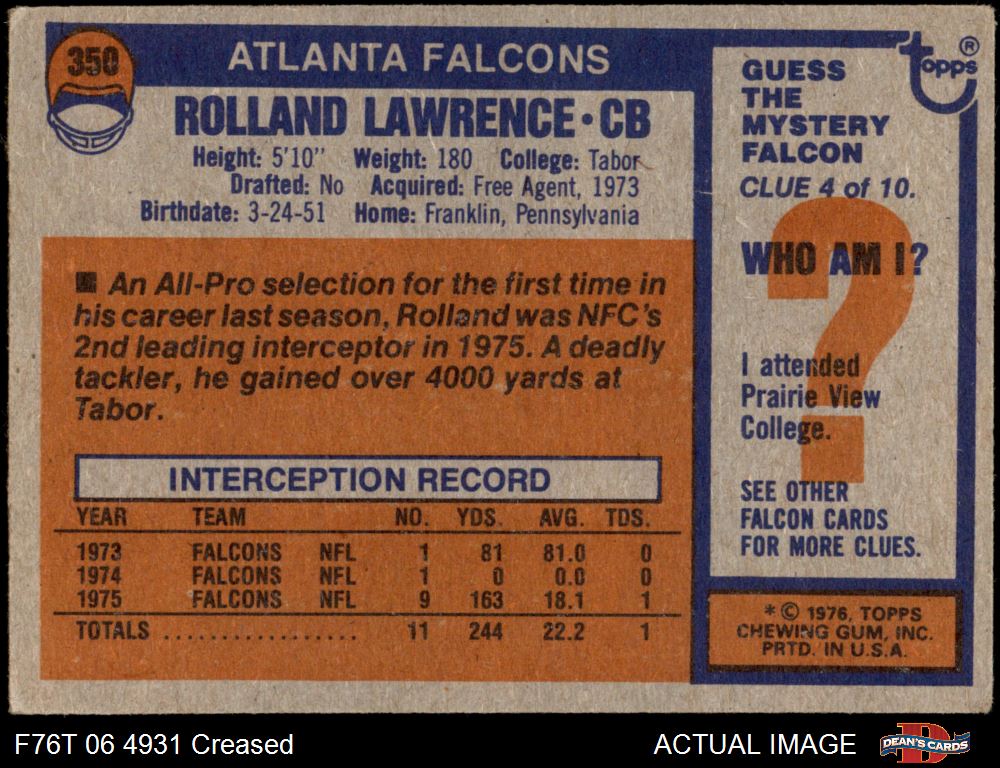 350
ATLANTA FALCONS
ROLLAND LAWRENCE • CB
Height: 5'10" Weight: 180 College: Tabor
Drafted: No Acquired: Free Agent, 1973
Birthdate: 3-24-51 Home: Franklin, Pennsylvania
■ An All-Pro selection for the first time in
his career last season, Rolland was NFC's
2nd leading interceptor in 1975. A deadly
tackler, he gained over 4000 yards at
Tabor.
INTERCEPTION RECORD
YEAR TEAM NO. YDS. AVG. TDS.
1973 FALCONS NFL 1 81 81.0 0
1974 FALCONS NFL 1 0 0.0 0
1975 FALCONS NFL 9 163 18.1 1
TOTALS .................. 11 244 22.2 1
topps ®
GUESS
THE
MYSTERY
FALCON
CLUE 4 of 10.
?
WHO AM I?
I attended
Prairie View
College.
SEE OTHER
FALCON CARDS
FOR MORE CLUES.
* © 1976, TOPPS
CHEWING GUM, INC.
PRTD. IN U.S.A.
F76T 06 4931 Creased
ACTUAL IMAGE
D
DEAN'S CARDS